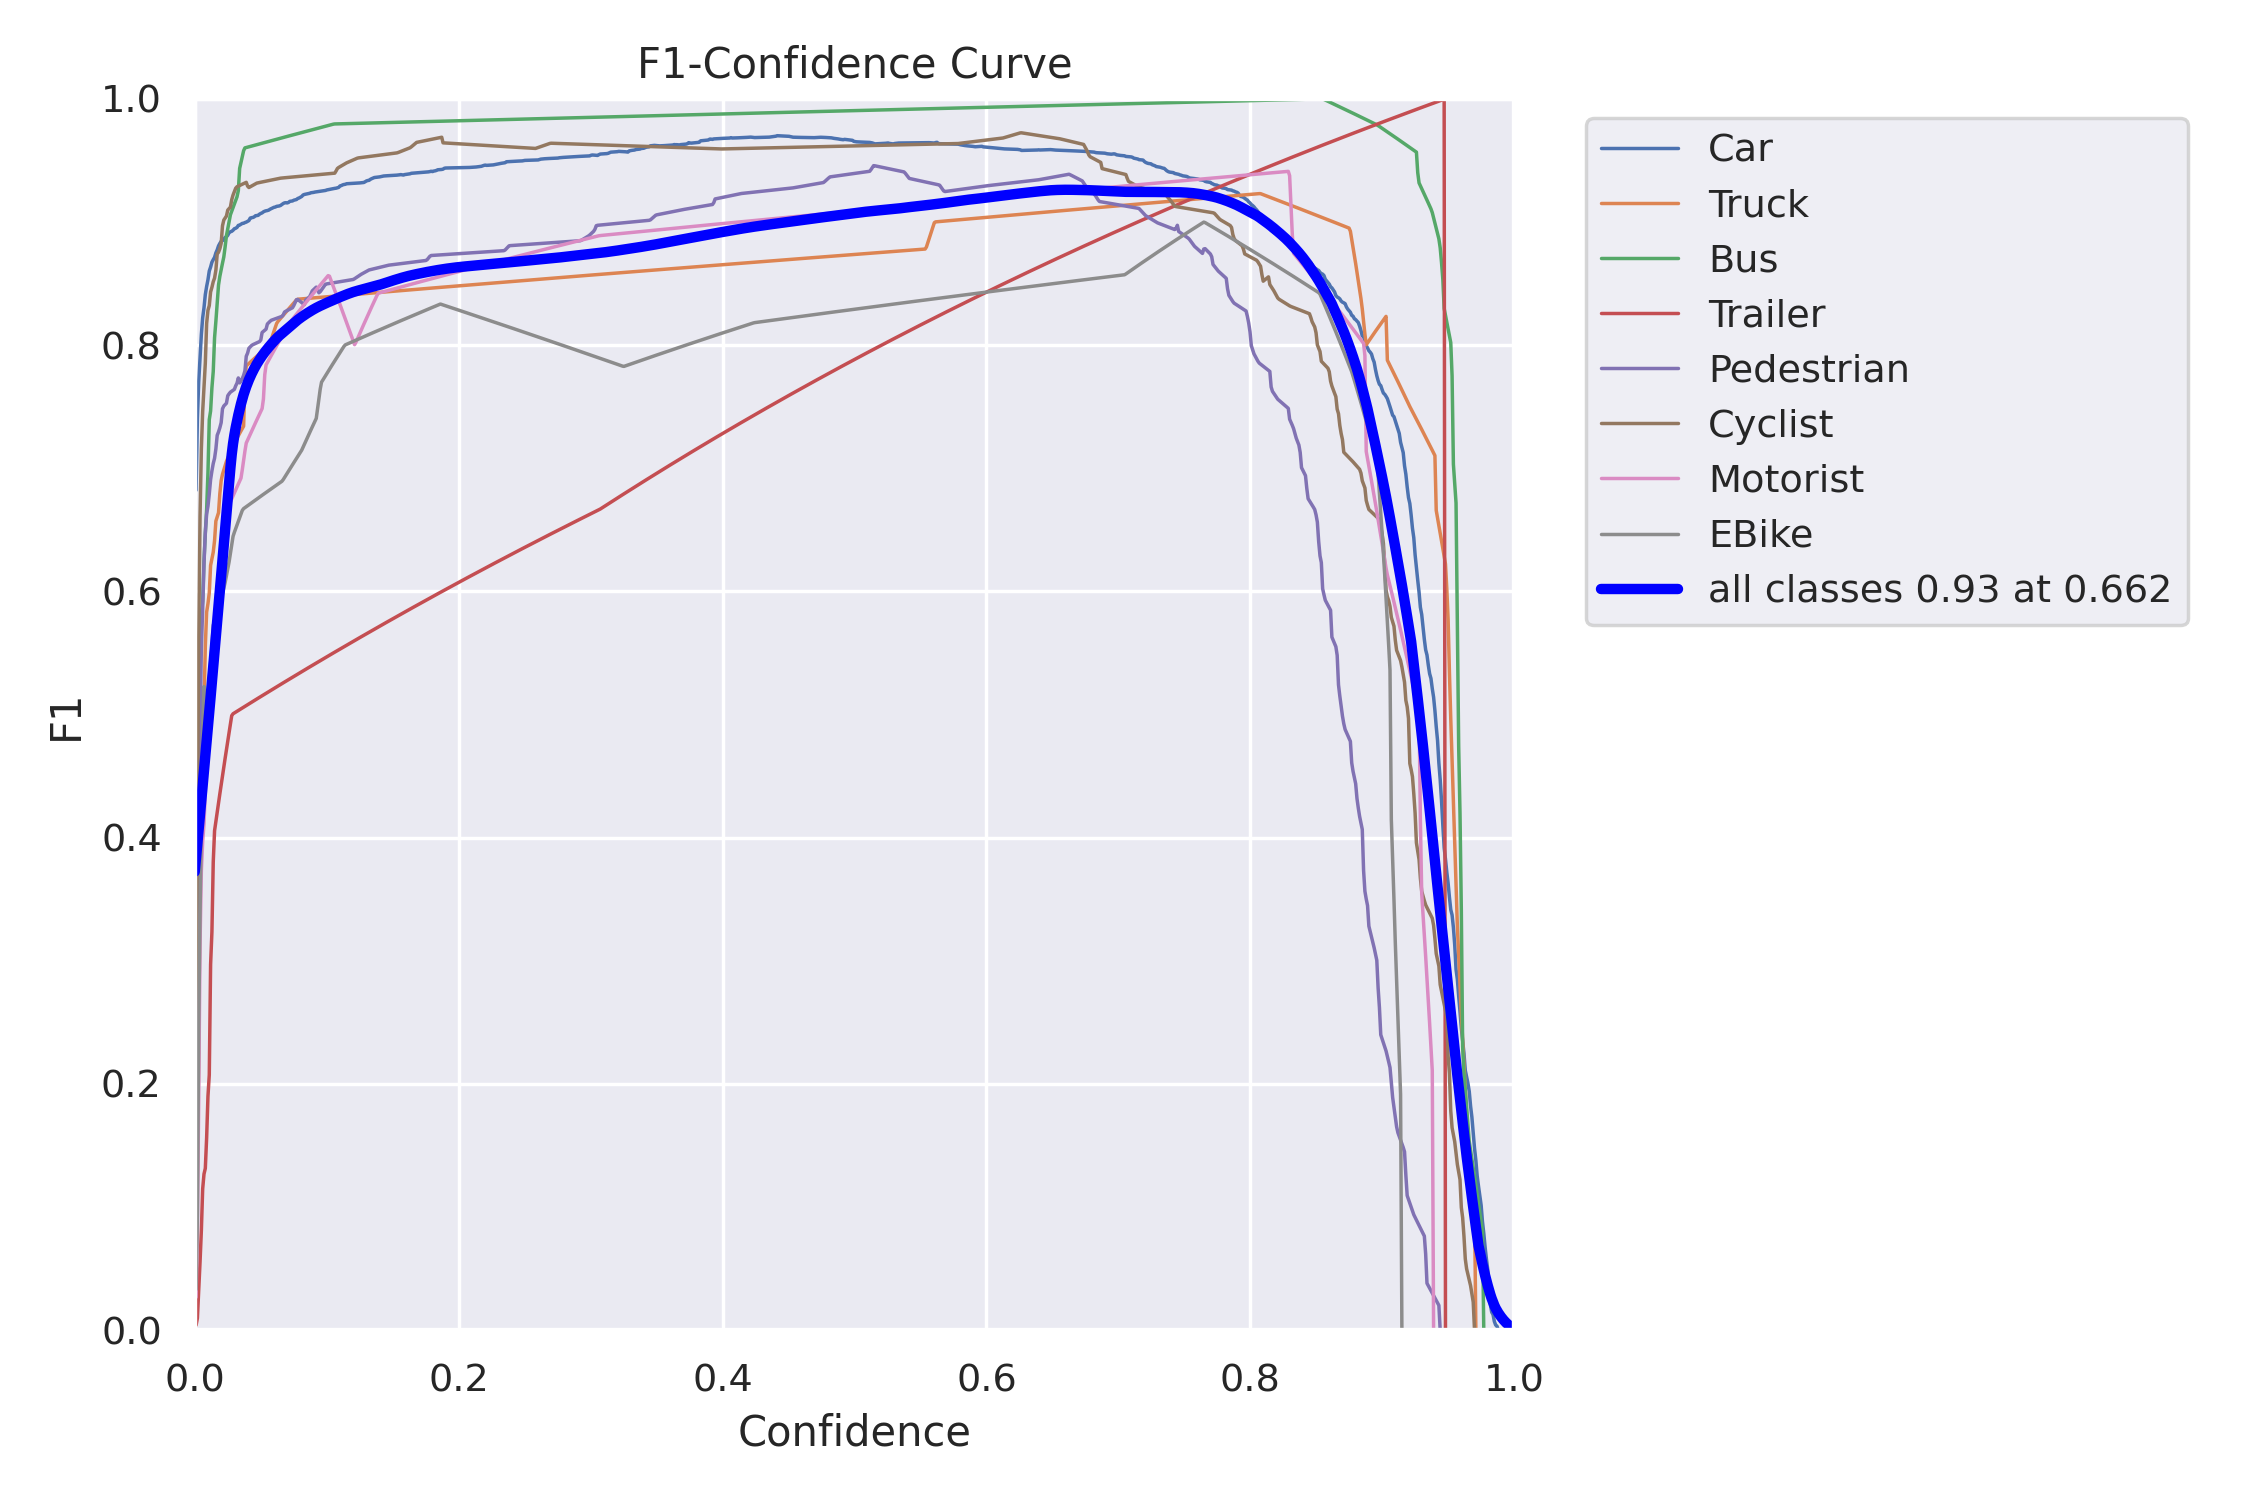 F1-Confidence Curve
1.0
0.8
0.6
0.4
0.2
0.0
F1
0.0 0.2 0.4 0.6 0.8 1.0
Confidence
Car
Truck
Bus
Trailer
Pedestrian
Cyclist
Motorist
EBike
all classes 0.93 at 0.662